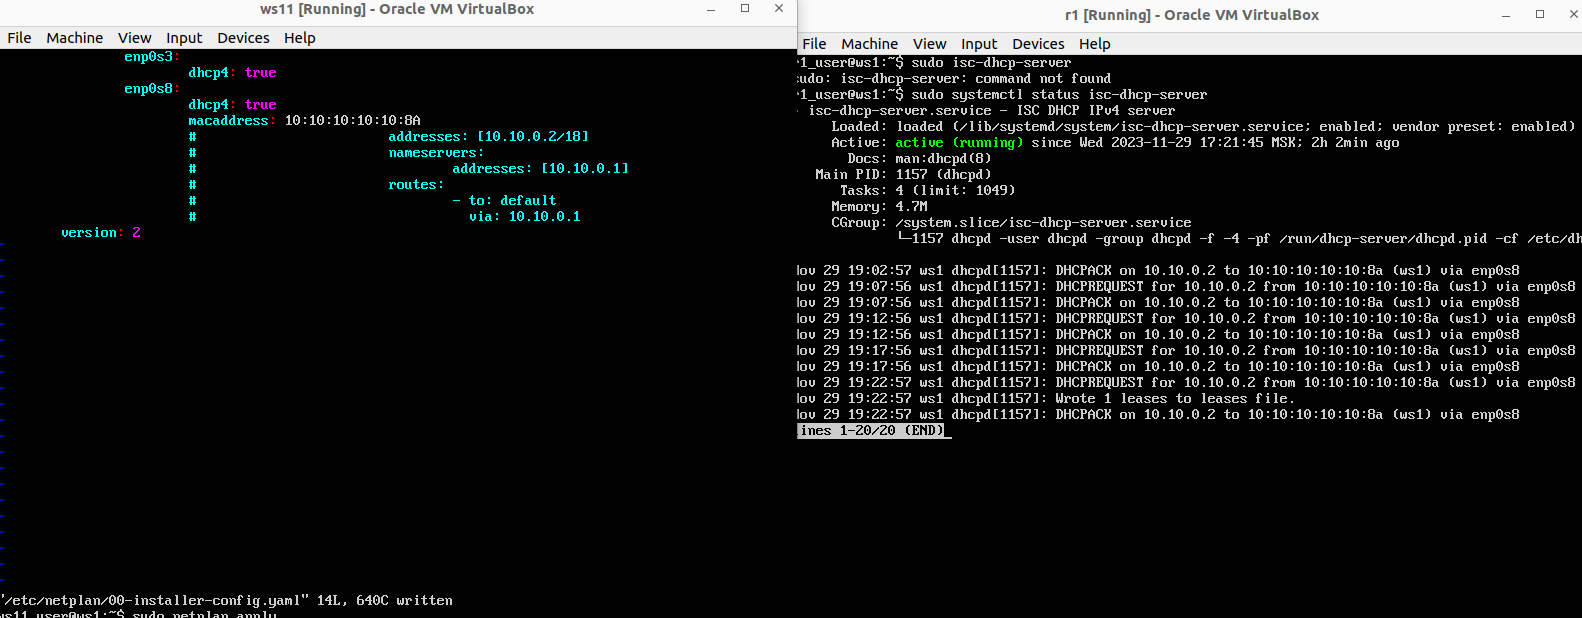 ws11 [Running] - Oracle VM VirtualBox
File Machine View Input Devices Help
enp0s3:
dhcp4: true
enp0s8:
dhcp4: true
macaddress: 10:10:10:10:10:8A
# addresses: [10.10.0.2/18]
# nameservers:
# addresses: [10.10.0.1]
# routes:
# - to: default
# via: 10.10.0.1
version: 2
"/etc/netplan/00-installer-config.yaml" 14L, 640C written
ws11_user@ws1:~$ sudo netplan apply
r1 [Running] - Oracle VM VirtualBox
File Machine View Input Devices Help
r1_user@ws1:~$ sudo isc-dhcp-server
sudo: isc-dhcp-server: command not found
r1_user@ws1:~$ sudo systemctl status isc-dhcp-server
isc-dhcp-server.service - ISC DHCP IPv4 server
Loaded: loaded (/lib/systemd/system/isc-dhcp-server.service; enabled; vendor preset: enabled)
Active: active (running) since Wed 2023-11-29 17:21:45 MSK; 2h 2min ago
Docs: man:dhcpd(8)
Main PID: 1157 (dhcpd)
Tasks: 4 (limit: 1049)
Memory: 4.7M
CGroup: /system.slice/isc-dhcp-server.service
└─1157 dhcpd -user dhcpd -group dhcpd -f -4 -pf /run/dhcp-server/dhcpd.pid -cf /etc/dh
Nov 29 19:02:57 ws1 dhcpd[1157]: DHCPACK on 10.10.0.2 to 10:10:10:10:10:8a (ws1) via enp0s8
Nov 29 19:07:56 ws1 dhcpd[1157]: DHCPREQUEST for 10.10.0.2 from 10:10:10:10:10:8a (ws1) via enp0s8
Nov 29 19:07:56 ws1 dhcpd[1157]: DHCPACK on 10.10.0.2 to 10:10:10:10:10:8a (ws1) via enp0s8
Nov 29 19:12:56 ws1 dhcpd[1157]: DHCPREQUEST for 10.10.0.2 from 10:10:10:10:10:8a (ws1) via enp0s8
Nov 29 19:12:56 ws1 dhcpd[1157]: DHCPACK on 10.10.0.2 to 10:10:10:10:10:8a (ws1) via enp0s8
Nov 29 19:17:56 ws1 dhcpd[1157]: DHCPREQUEST for 10.10.0.2 from 10:10:10:10:10:8a (ws1) via enp0s8
Nov 29 19:17:56 ws1 dhcpd[1157]: DHCPACK on 10.10.0.2 to 10:10:10:10:10:8a (ws1) via enp0s8
Nov 29 19:22:57 ws1 dhcpd[1157]: DHCPREQUEST for 10.10.0.2 from 10:10:10:10:10:8a (ws1) via enp0s8
Nov 29 19:22:57 ws1 dhcpd[1157]: Wrote 1 leases to leases file.
Nov 29 19:22:57 ws1 dhcpd[1157]: DHCPACK on 10.10.0.2 to 10:10:10:10:10:8a (ws1) via enp0s8
lines 1-20/20 (END)